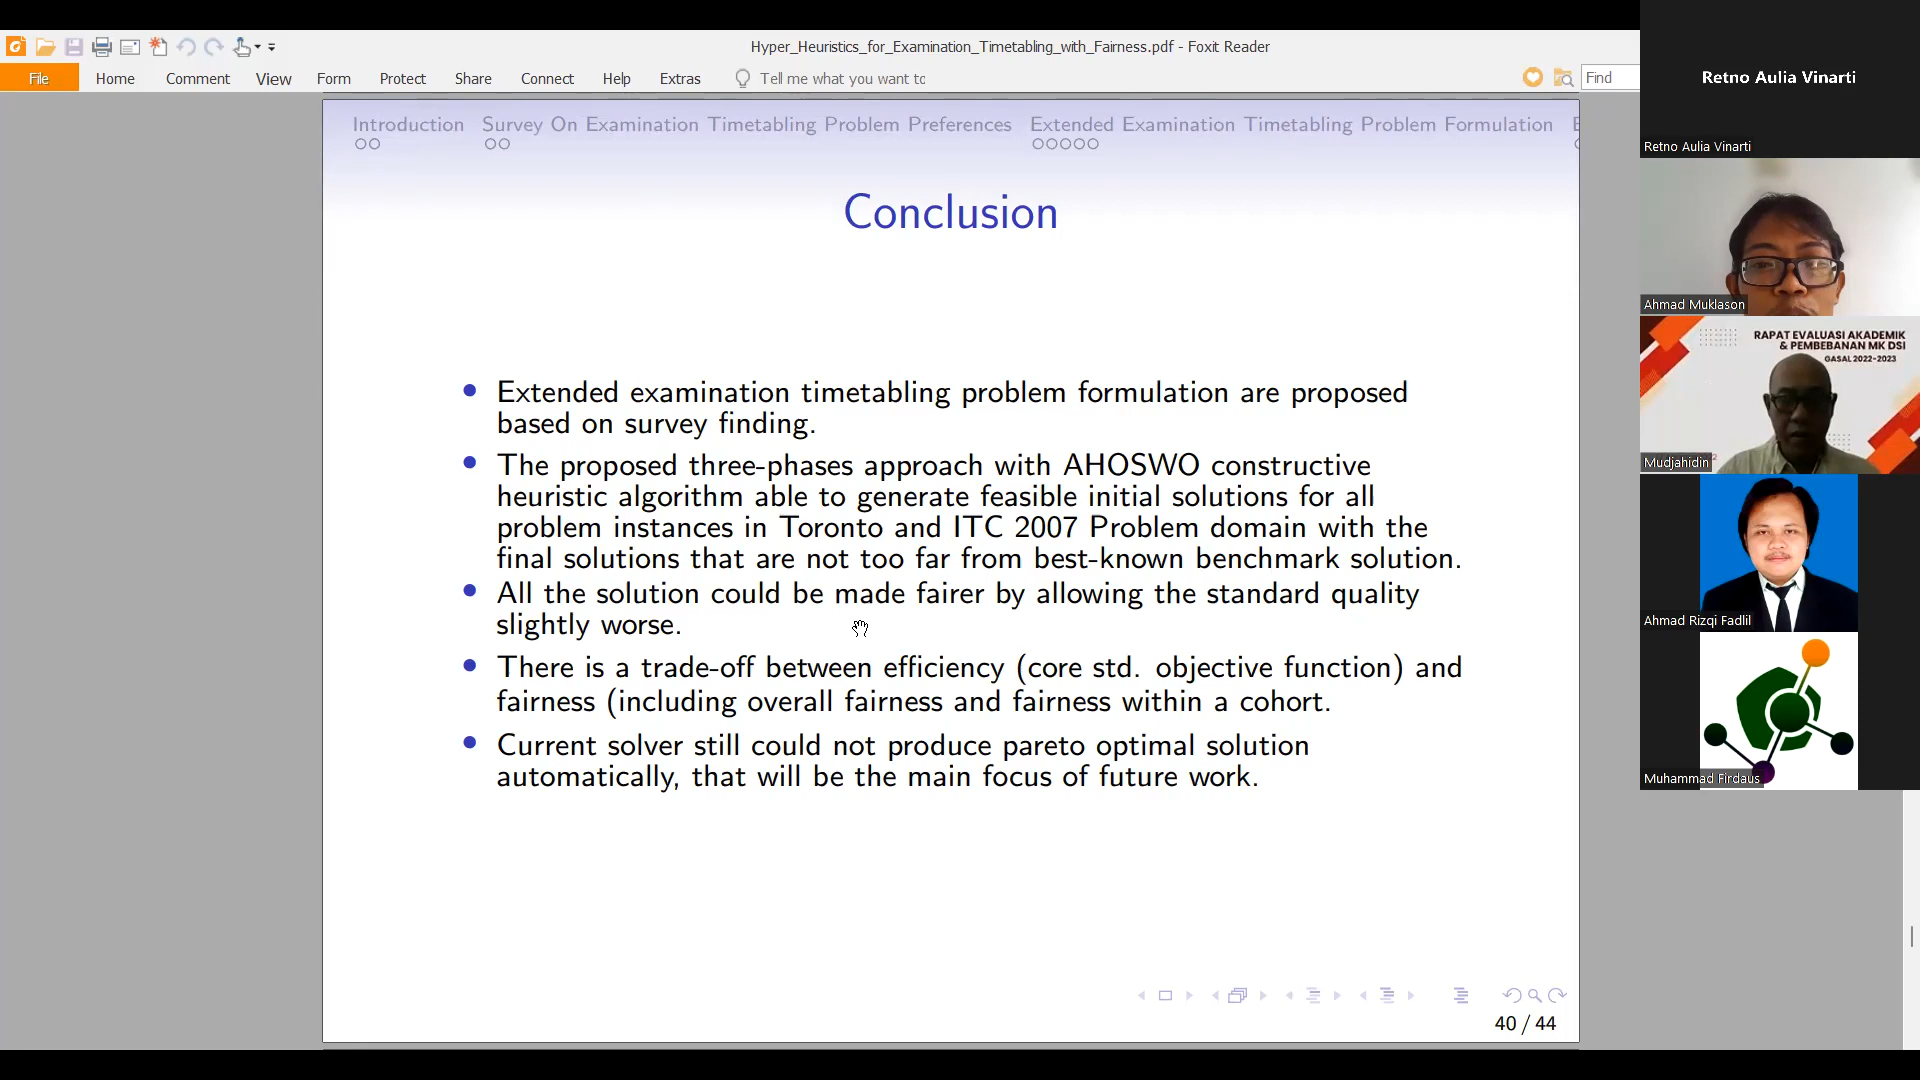 Hyper_Heuristics_for_Examination_Timetabling_with_Fairness.pdf - Foxit Reader
File Home Comment View Form Protect Share Connect Help Extras Tell me what you want to Find
Introduction Survey On Examination Timetabling Problem Preferences Extended Examination Timetabling Problem Formulation
Conclusion
Extended examination timetabling problem formulation are proposed
based on survey finding.
The proposed three-phases approach with AHOSWO constructive
heuristic algorithm able to generate feasible initial solutions for all
problem instances in Toronto and ITC 2007 Problem domain with the
final solutions that are not too far from best-known benchmark solution.
All the solution could be made fairer by allowing the standard quality
slightly worse.
There is a trade-off between efficiency (core std. objective function) and
fairness (including overall fairness and fairness within a cohort.
Current solver still could not produce pareto optimal solution
automatically, that will be the main focus of future work.
40 / 44
Retno Aulia Vinarti
Retno Aulia Vinarti
Ahmad Muklason
RAPAT EVALUASI AKADEMIK
& PEMBEBANAN MK DSI
GASAL 2022-2023
Mudjahidin
Ahmad Rizqi Fadlil
Muhammad Firdaus